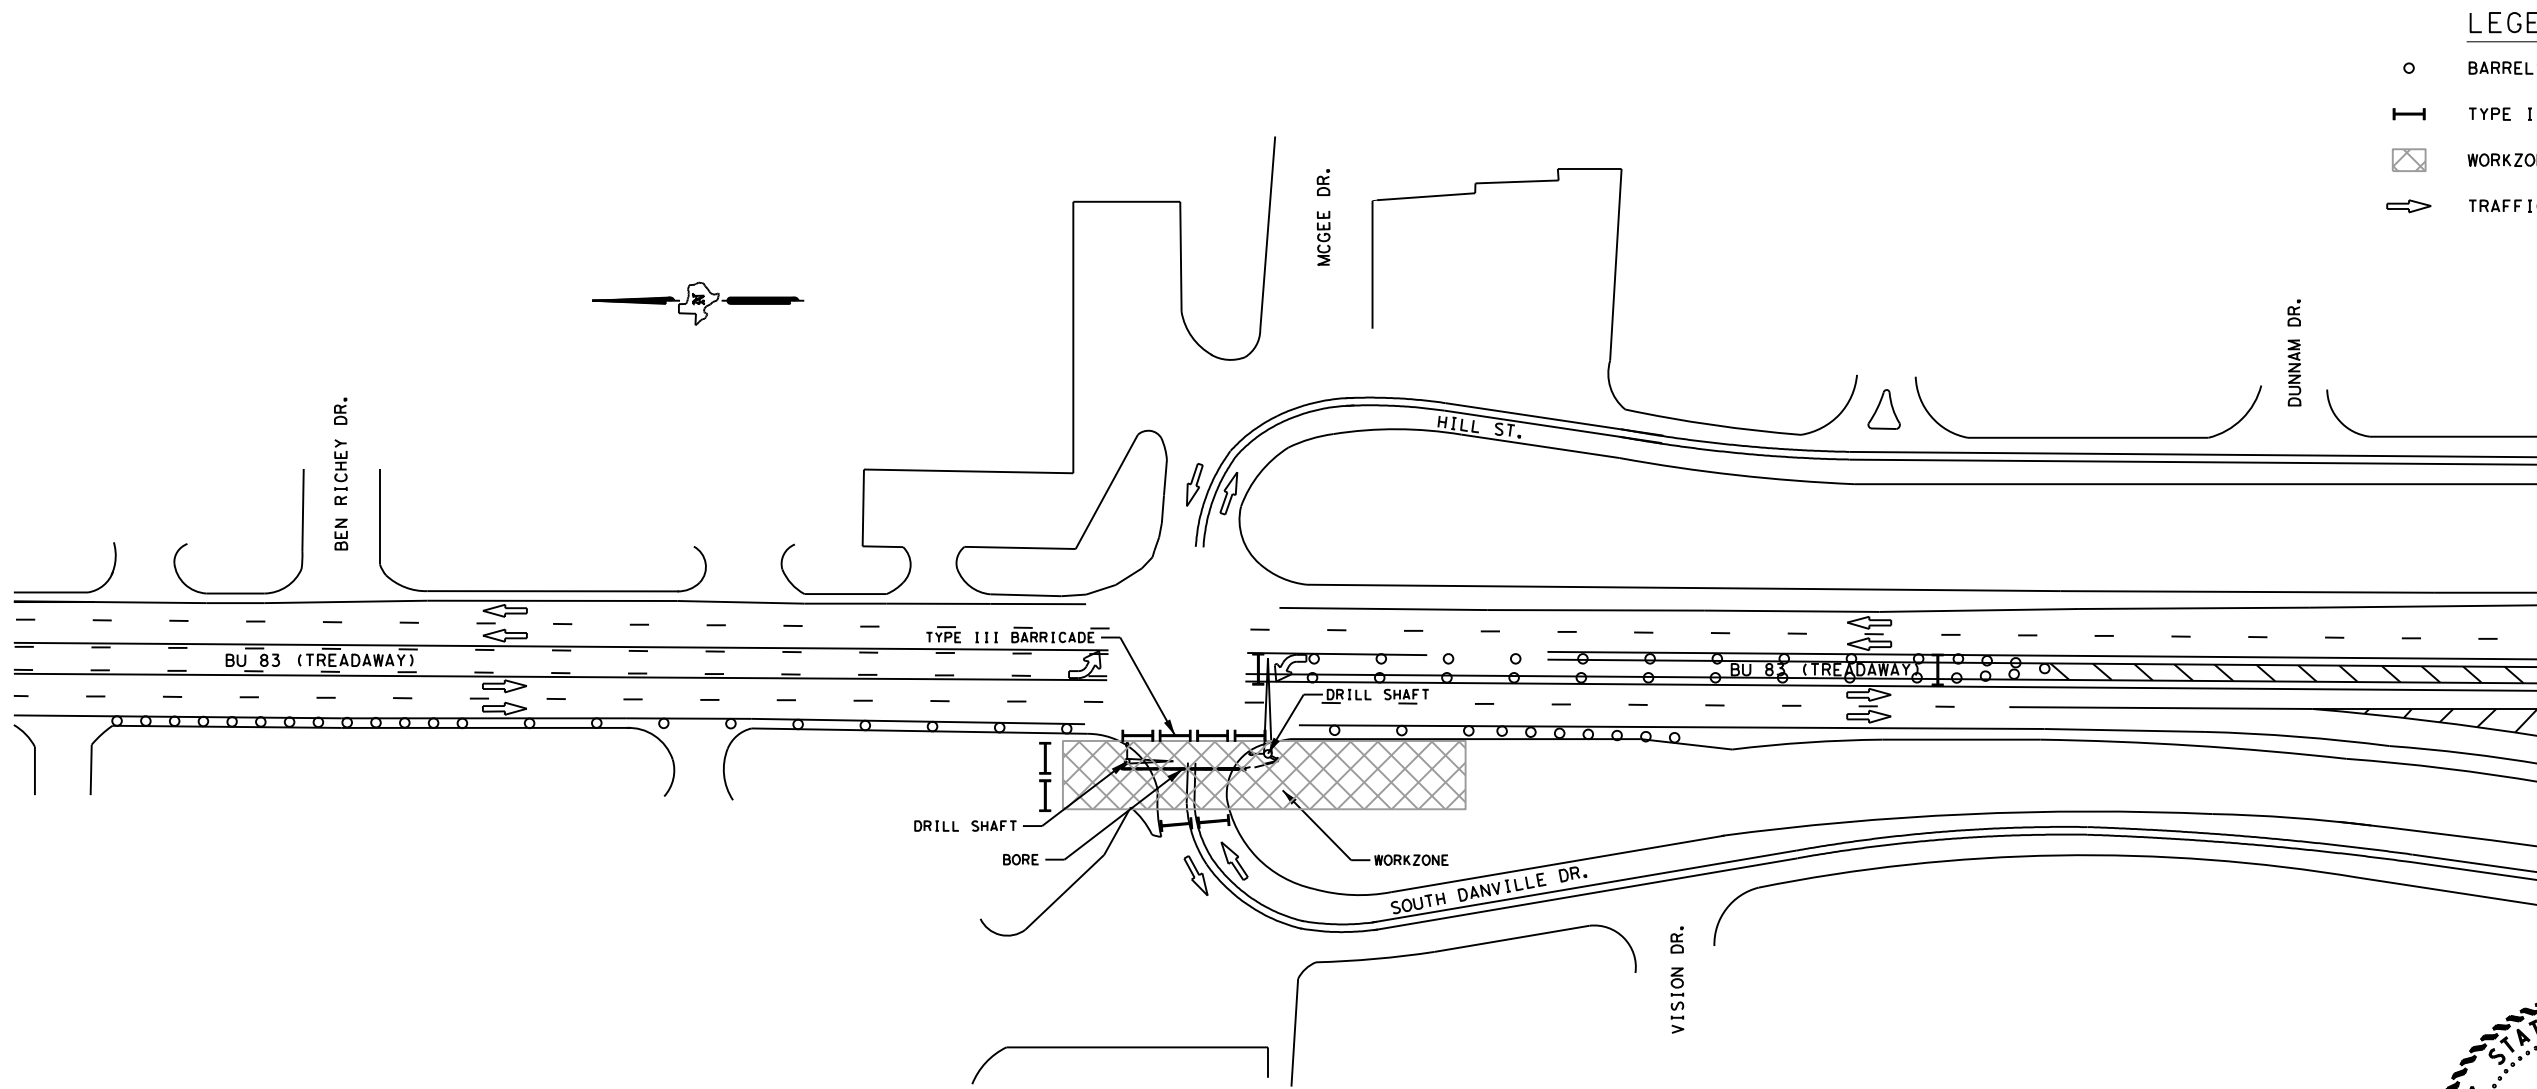 LEGE
BARREL
TYPE I
WORKZO
TRAFFI
MCGEE DR.
DUNNAM DR.
N
BEN RICHEY DR.
HILL ST.
TYPE III BARRICADE
BU 83 (TREADAWAY)
BU 83 (TREADAWAY)
DRILL SHAFT
DRILL SHAFT
BORE
WORKZONE
SOUTH DANVILLE DR.
VISION DR.
STAT